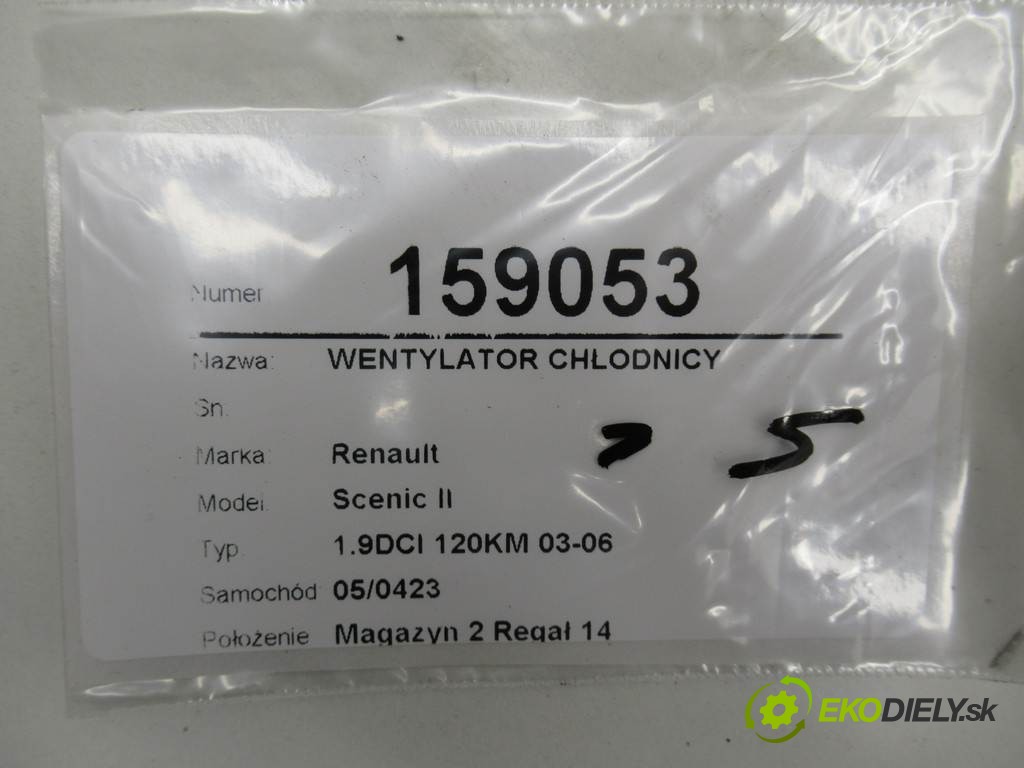 Numer 159053
Nazwa: WENTYLATOR CHŁODNICY
Sn:
Marka: Renault
Model: Scenic II
Typ: 1.9DCI 120KM 03-06
Samochód 05/0423
Położenie Magazyn 2 Regał 14
5
EKODIELY.sk